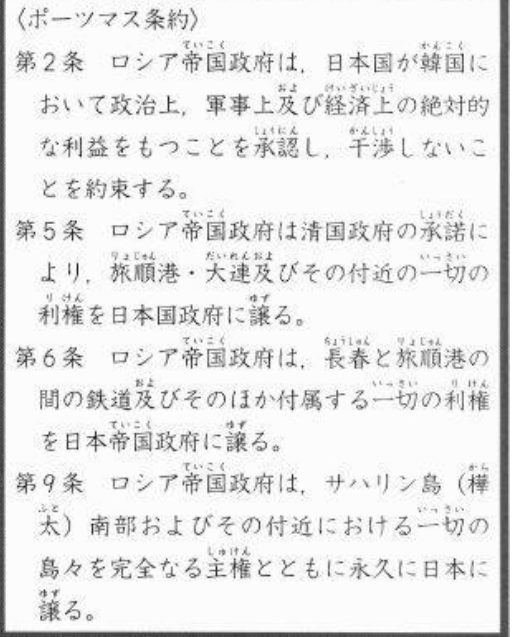 〈ポーツマス条約〉
第2条　ロシア帝国政府は，日本国が韓国に
おいて政治上，軍事上及び経済上の絶対的
な利益をもつことを承認し，干渉しないこ
とを約束する。
第5条　ロシア帝国政府は清国政府の承諾に
より，旅順港・大連及びその付近の一切の
利権を日本国政府に譲る。
第6条　ロシア帝国政府は，長春と旅順港の
間の鉄道及びそのほか付属する一切の利権
を日本帝国政府に譲る。
第9条　ロシア帝国政府は，サハリン島（樺
太）南部およびその付近における一切の
島々を完全なる主権とともに永久に日本に
譲る。